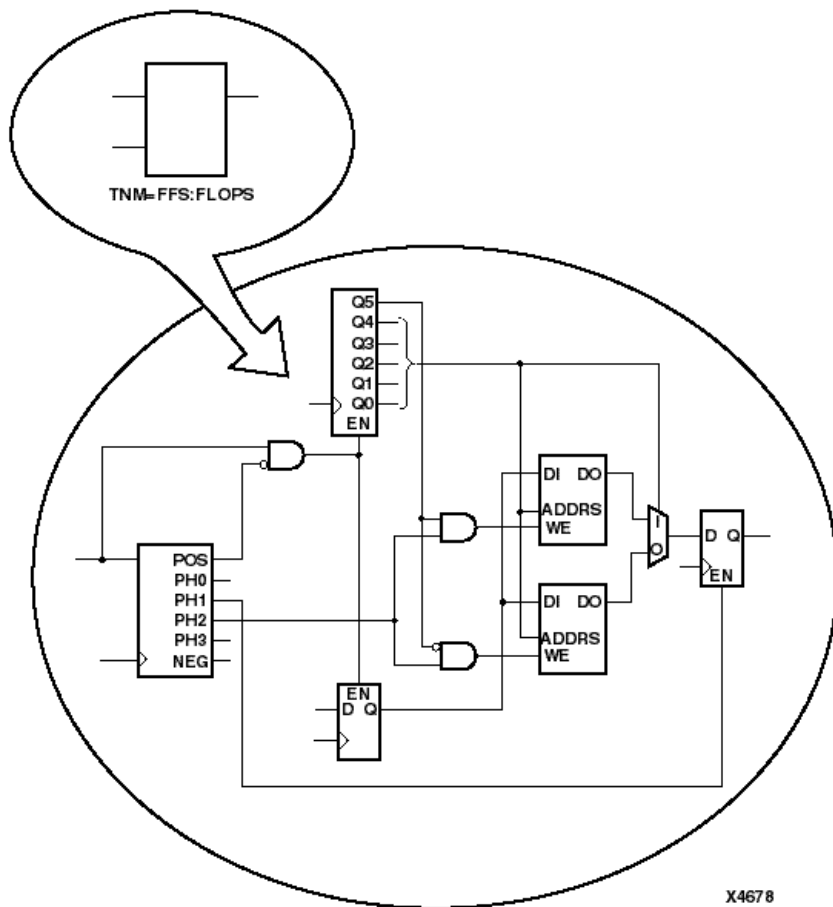 TNM=FFS:FLOPS
Q5
Q4
Q3
Q2
Q1
Q0
EN
POS
PH0
PH1
PH2
PH3
NEG
DI DO
ADDRS
WE
DI DO
ADDRS
WE
I
O
D Q
EN
EN
D Q
X4678